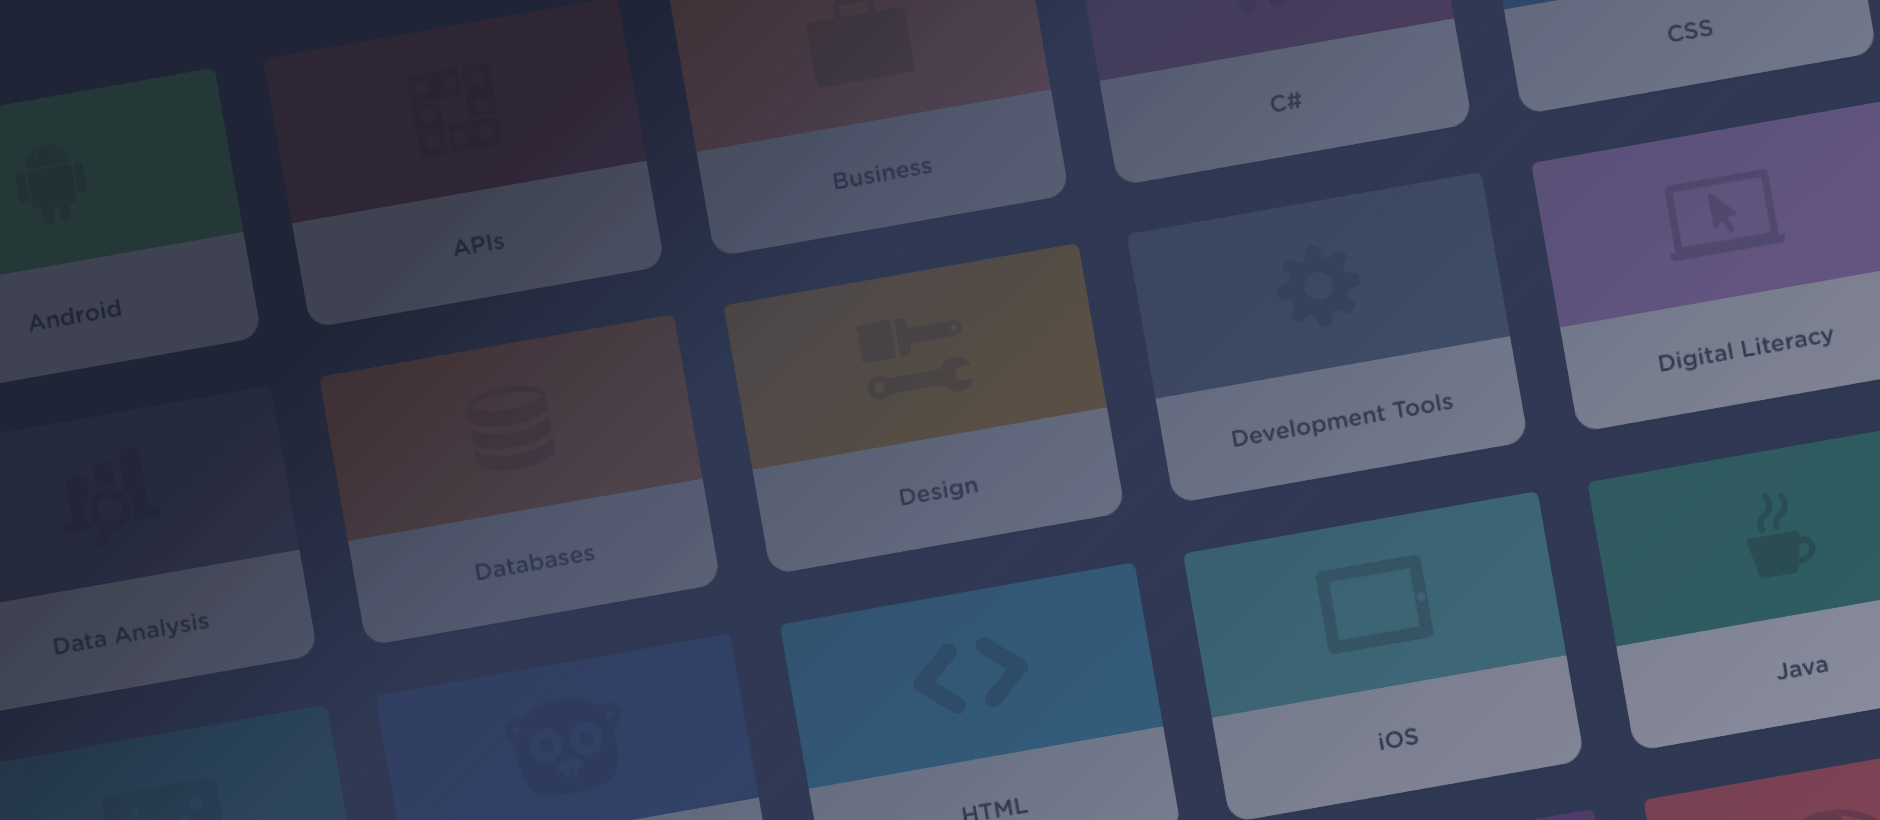 Android
APIs
Business
C#
CSS
Data Analysis
Databases
Design
Development Tools
Digital Literacy
HTML
iOS
Java